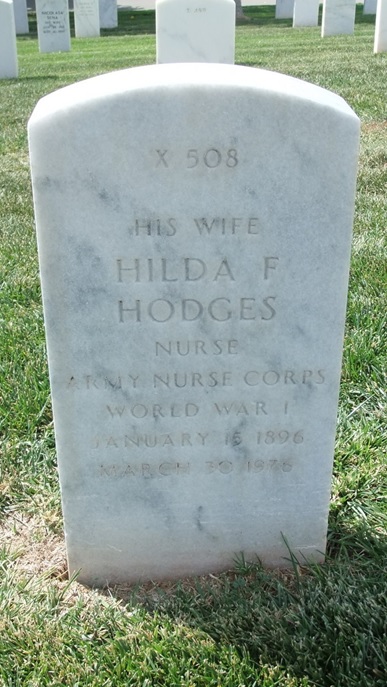 X 508
HIS WIFE
HILDA F
HODGES
NURSE
ARMY NURSE CORPS
WORLD WAR I
JANUARY 15 1896
MARCH 30 1976